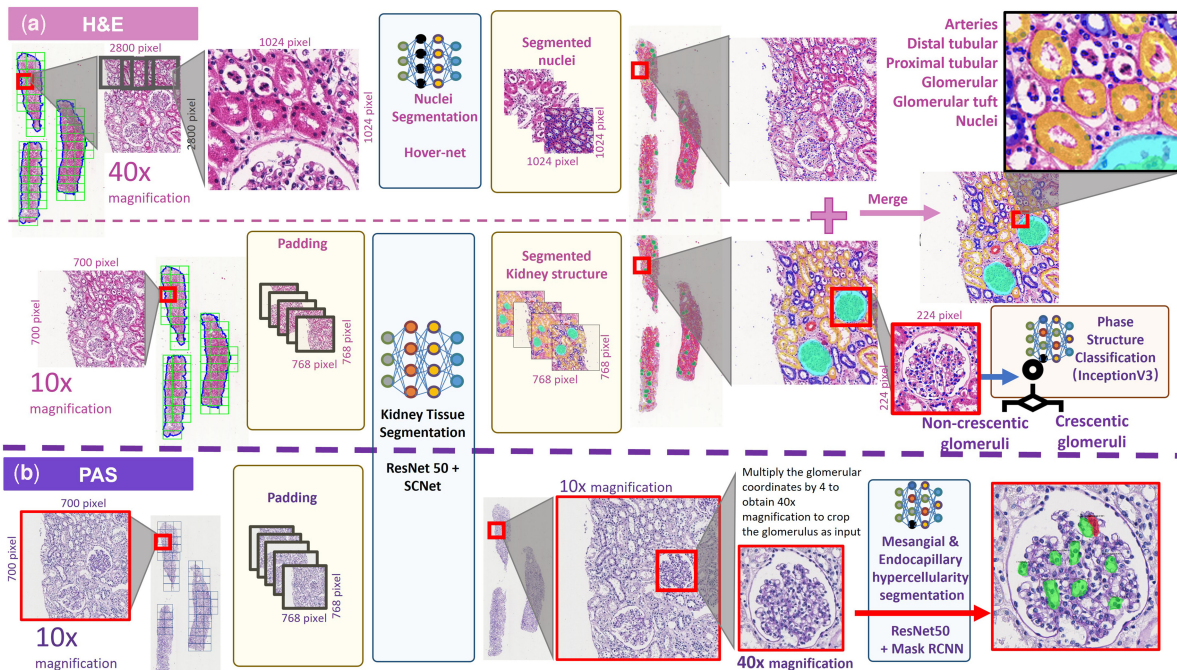 (a)
H&E
2800 pixel
2800 pixel
40x
magnification
1024 pixel
1024 pixel
Nuclei
Segmentation
Hover-net
Segmented
nuclei
1024 pixel
1024 pixel
Arteries
Distal tubular
Proximal tubular
Glomerular
Glomerular tuft
Nuclei
Merge
700 pixel
700 pixel
10x
magnification
Padding
768 pixel
768 pixel
Kidney Tissue
Segmentation
ResNet 50 +
SCNet
Segmented
Kidney structure
768 pixel
768 pixel
224 pixel
224 pixel
Phase
Structure
Classification
(InceptionV3)
Non-crescentic
glomeruli
Crescentic
glomeruli
(b)
PAS
700 pixel
700 pixel
10x
magnification
Padding
768 pixel
768 pixel
10x magnification
Multiply the glomerular
coordinates by 4 to
obtain 40x
magnification to crop
the glomerulus as input
40x magnification
Mesangial &
Endocapillary
hypercellularity
segmentation
ResNet50
+ Mask RCNN